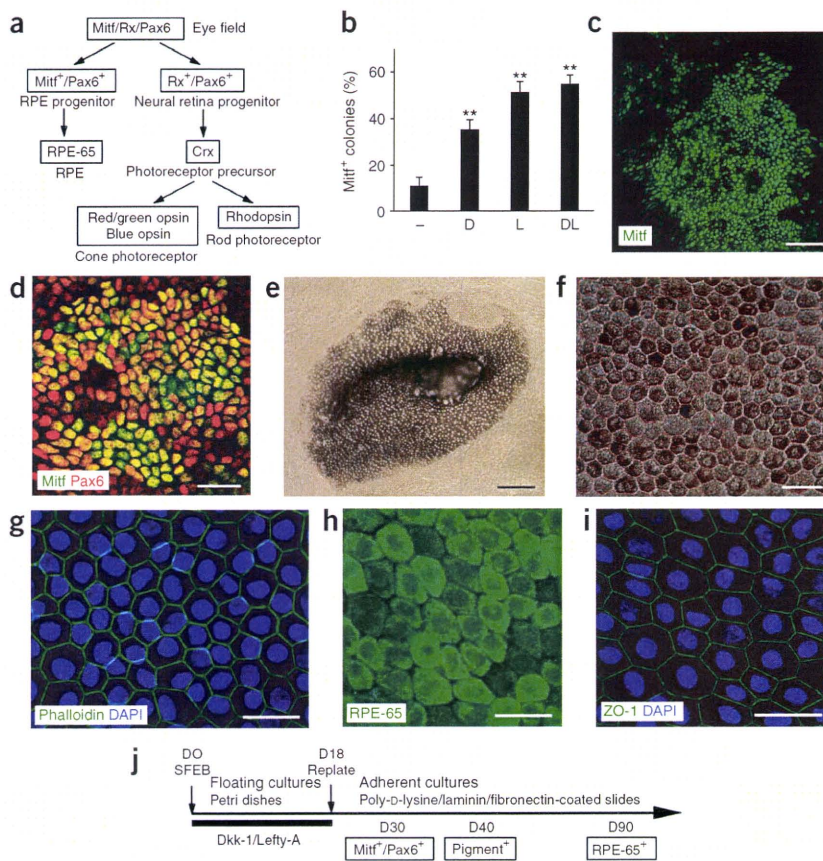 a
Mitf/Rx/Pax6 Eye field
Mitf+/Pax6+ Rx+/Pax6+
RPE progenitor Neural retina progenitor
RPE-65 Crx
RPE Photoreceptor precursor
Red/green opsin
Blue opsin
Cone photoreceptor
Rhodopsin
Rod photoreceptor
b
Mitf+ colonies (%)
60
40
20
0
** ** **
– D L DL
c
Mitf
d
Mitf Pax6
e
f
g
Phalloidin DAPI
h
RPE-65
i
ZO-1 DAPI
j
DO
SFEB
D18
Replate
Floating cultures
Petri dishes
Adherent cultures
Poly-D-lysine/laminin/fibronectin-coated slides
Dkk-1/Lefty-A
D30 D40 D90
Mitf+/Pax6+ Pigment+ RPE-65+